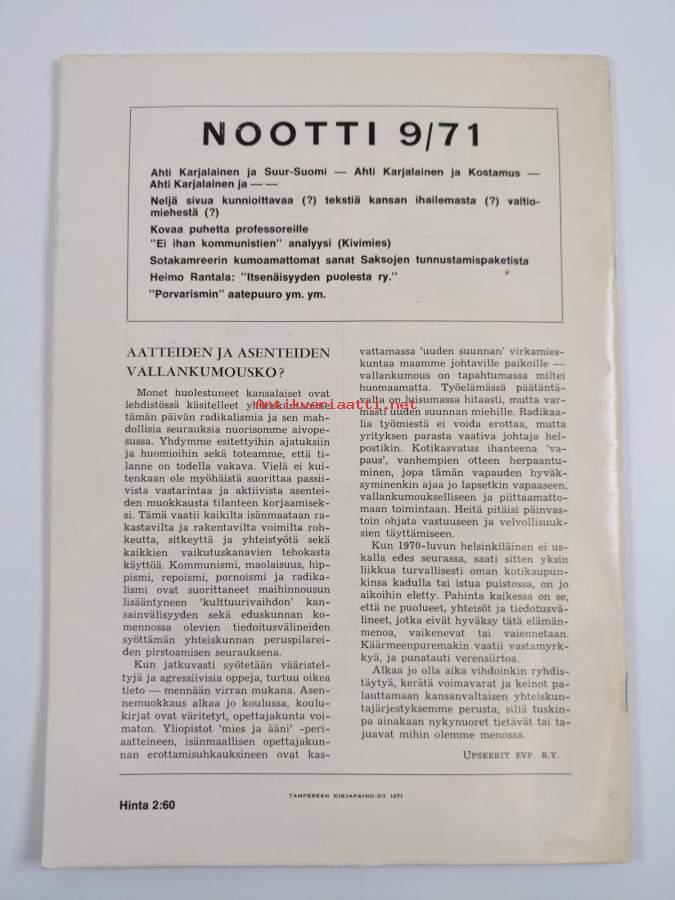 NOOTTI 9/71
Ahti Karjalainen ja Suur-Suomi — Ahti Karjalainen ja Kostamus —
Ahti Karjalainen ja — —
Neljä sivua kunnioittavaa (?) tekstiä kansan ihailemasta (?) valtio-
miehestä (?)
Kovaa puhetta professoreille
"Ei ihan kommunistien" analyysi (Kivimies)
Sotakamreerin kumoamattomat sanat Saksojen tunnustamispaketista
Heimo Rantala: "Itsenäisyyden puolesta ry."
"Porvarismin" aatepuuro ym. ym.
AATTEIDEN JA ASENTEIDEN
VALLANKUMOUSKO?
Monet huolestuneet kansalaiset ovat
lehdistössä käsitelleet yhteiskuntamme
tämän päivän radikalismia ja sen mah-
dollisia seurauksia nuorisomme aivope-
sussa. Yhdymme esitettyihin ajatuksiin
ja huomioihin sekä toteamme, että ti-
lanne on todella vakava. Vielä ei kui-
tenkaan ole myöhäistä suorittaa passii-
vista vastarintaa ja aktiivista asentei-
den muokkausta tilanteen korjaamisek-
si. Tämä vaatii kaikilta isänmaataan ra-
kastavilta ja rakentavilta voimilta roh-
keutta, sitkeyttä ja yhteistyötä sekä
kaikkien vaikutuskanavien tehokasta
käyttöä. Kommunismi, maolaisuus, hip-
pismi, repoismi, pornoismi ja radika-
lismi ovat suorittaneet maihinnousun
lisääntyneen 'kulttuurivaihdon' kan-
sainvälisyyden sekä eduskunnan ko-
mennossa olevien tiedoitusvälineiden
syöttämän yhteiskunnan peruspilarei-
den pirstoamisen seurauksena.
Kun jatkuvasti syötetään vääristel-
tyjä ja agressiivisia oppeja, turtuu oikea
tieto — mennään virran mukana. Asen-
nemuokkaus alkaa jo koulussa, koulu-
kirjat ovat väritetyt, opettajakunta voi-
maton. Yliopistot 'mies ja ääni' -peri-
aatteineen, isänmaallisen opettajakun-
nan erottamisuhkauksineen ovat kas-
vattamassa 'uuden suunnan' virkamies-
kuntaa maamme johtaville paikoille —
vallankumous on tapahtumassa miltei
huomaamatta. Työelämässä päätäntä-
valta on luisumassa hitaasti, mutta var-
masti uuden suunnan miehille. Radikaa-
lia työmiestä ei voida erottaa, mutta
yrityksen parasta vaativa johtaja hel-
postikin. Kotikasvatus ihanteena 'va-
paus', vanhempien otteen herpaantu-
minen, jopa tämän vapauden hyväk-
syminenkin ajaa jo lapsetkin vapaaseen,
vallankumoukselliseen ja piittaamatto-
maan toimintaan. Heitä pitäisi päinvas-
toin ohjata vastuuseen ja velvollisuuk-
sien täyttämiseen.
Kun 1970-luvun helsinkiläinen ei us-
kalla edes seurassa, saati sitten yksin
liikkua turvallisesti oman kotikaupun-
kinsa kadulla tai istua puistossa, on jo
aikoihin eletty. Pahinta kaikessa on se,
että ne puolueet, yhteisöt ja tiedotusvä-
lineet, jotka eivät hyväksy tätä elämän-
menoa, vaikenevat tai vaiennetaan.
Käärmeenpuremakin vaatii vastamyrk-
kyä, ja punatauti verensiirtoa.
Alkaa jo olla aika vihdoinkin ryhdis-
täytyä, kerätä voimavarat ja keinot pa-
lauttamaan kansanvaltaisen yhteiskun-
tajärjestyksemme perusta, sillä tuskin-
pa ainakaan nykynuoret tietävät tai ta-
juavat mihin olemme menossa.
UPSEERIT EVP. R.Y.
TAMPEREEN KIRJAPAINO-OY 1971
Hinta 2:60
Antikvariaatti.net